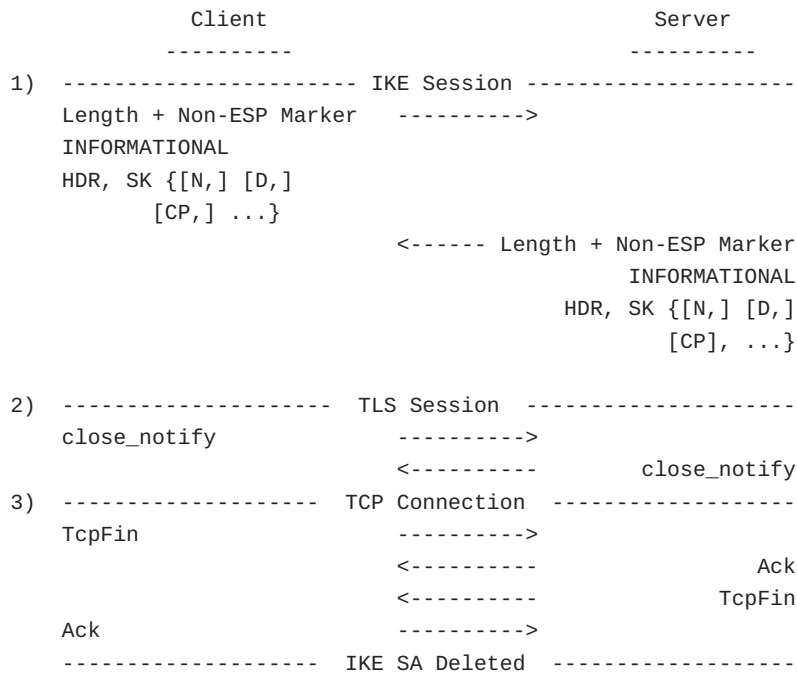 Client                              Server
----------                          ----------
1)  ----------------------- IKE Session ---------------------
Length + Non-ESP Marker   ---------->
INFORMATIONAL
HDR, SK {[N,] [D,]
[CP,] ...}
<------ Length + Non-ESP Marker
INFORMATIONAL
HDR, SK {[N,] [D,]
[CP], ...}
2)  ---------------------  TLS Session  ---------------------
close_notify              ---------->
<----------        close_notify
3)  --------------------  TCP Connection  -------------------
TcpFin                    ---------->
<----------                 Ack
<----------              TcpFin
Ack                       ---------->
--------------------  IKE SA Deleted  -------------------